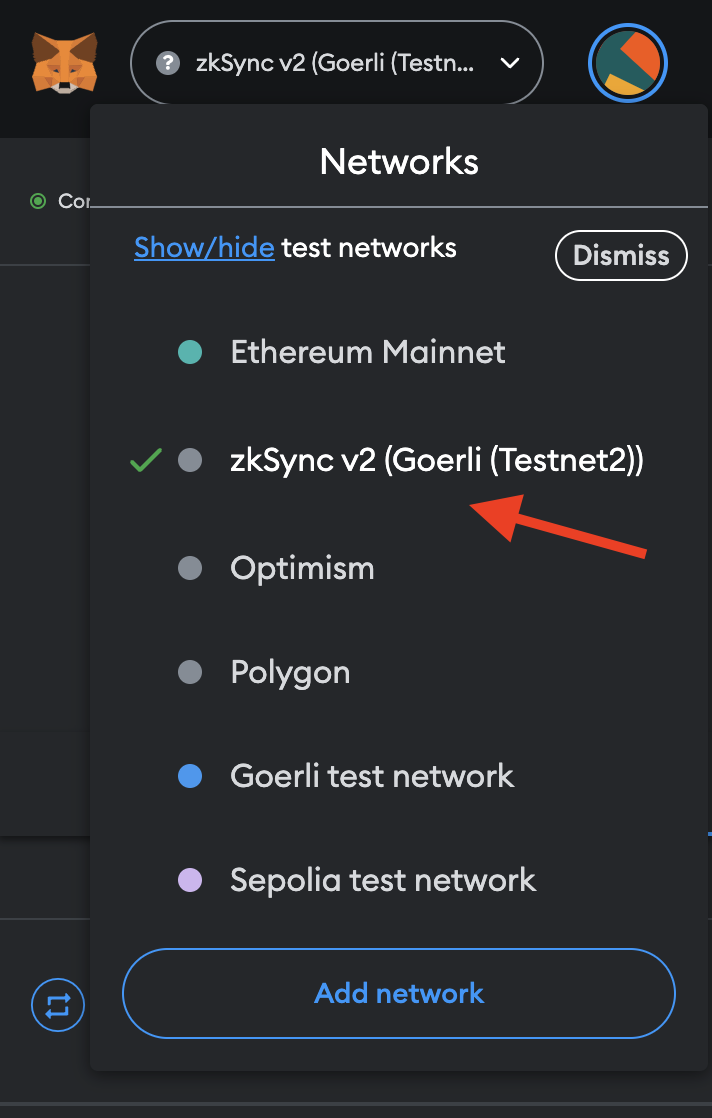 ? zkSync v2 (Goerli (Testn...
Networks
Show/hide test networks
Dismiss
Ethereum Mainnet
zkSync v2 (Goerli (Testnet2))
Optimism
Polygon
Goerli test network
Sepolia test network
Add network